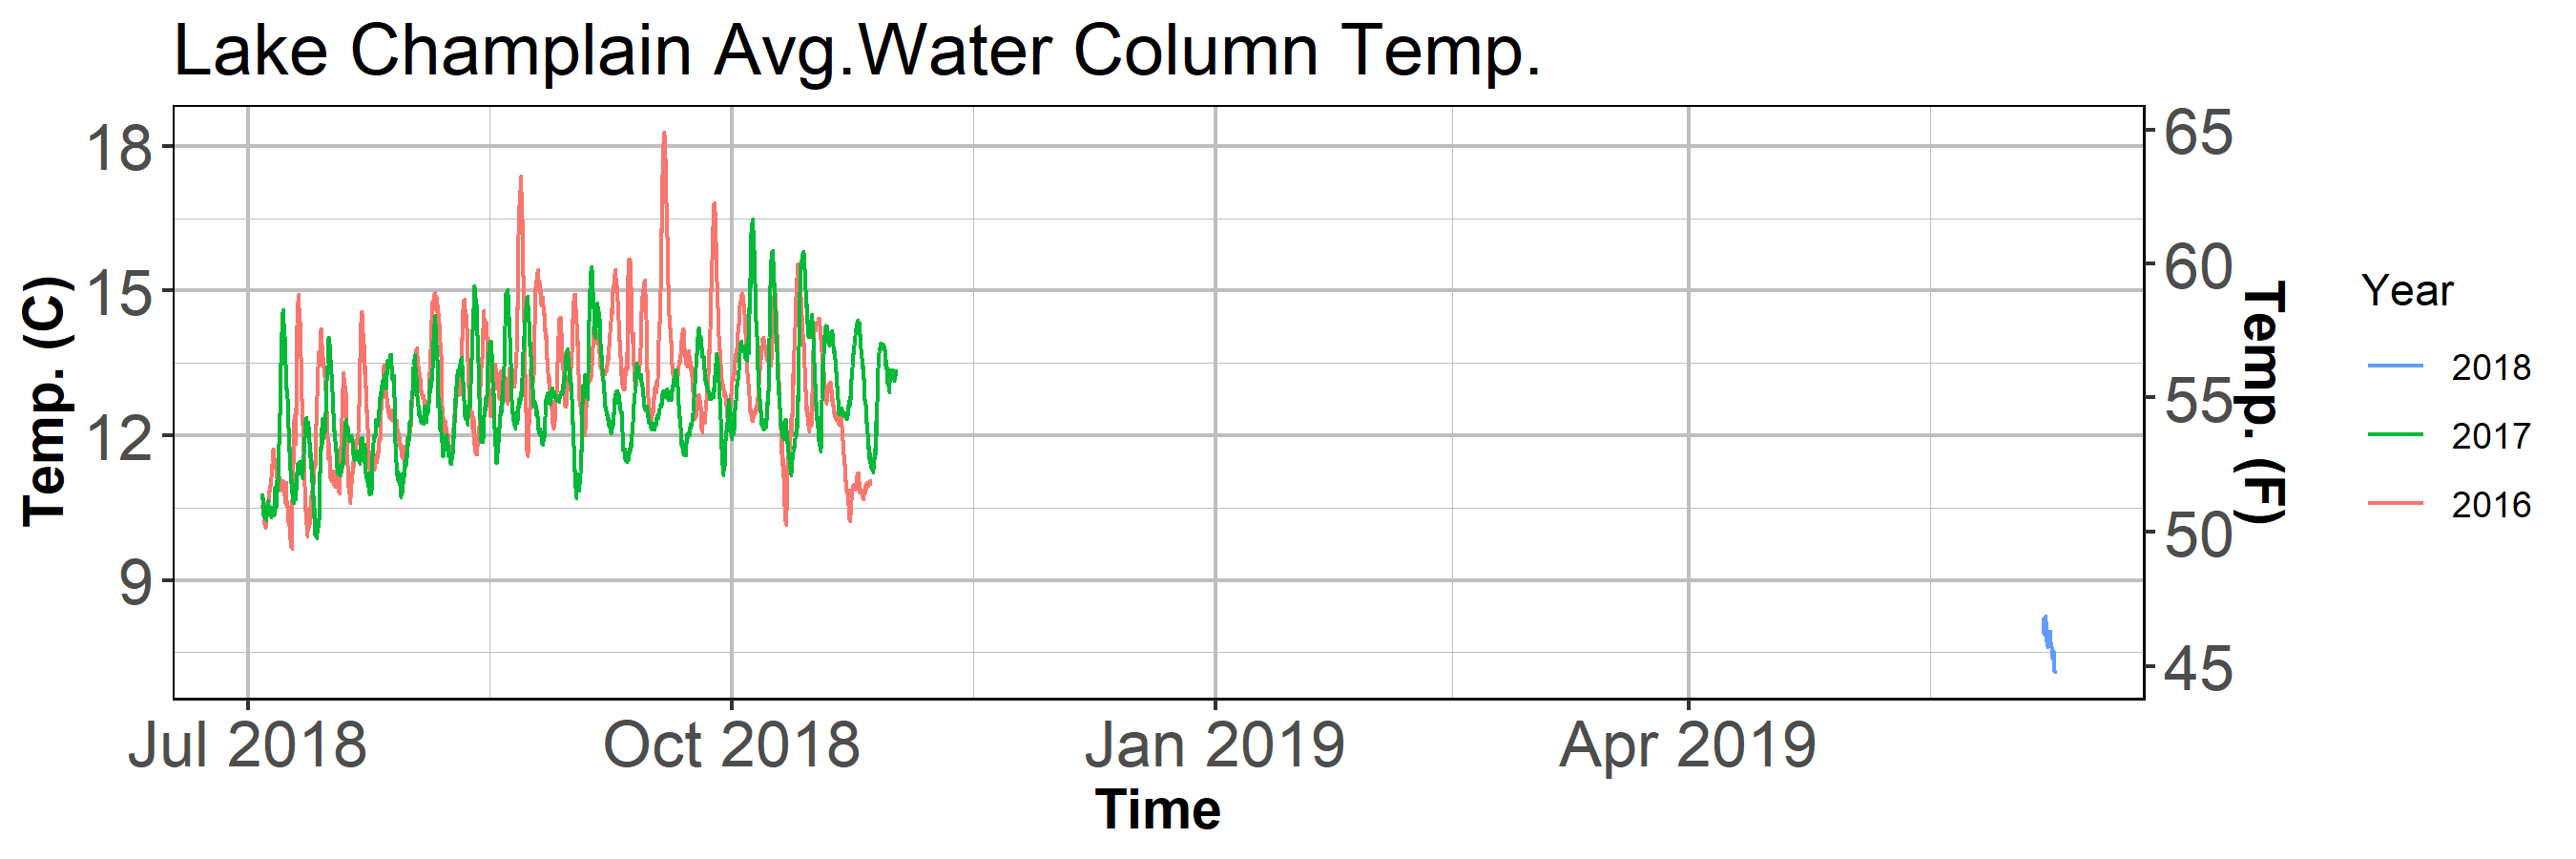 Lake Champlain Avg.Water Column Temp.
Temp. (C)
18
15
12
9
65
60
55
50
45
Temp. (F)
Jul 2018
Oct 2018
Jan 2019
Apr 2019
Time
Year
2018
2017
2016